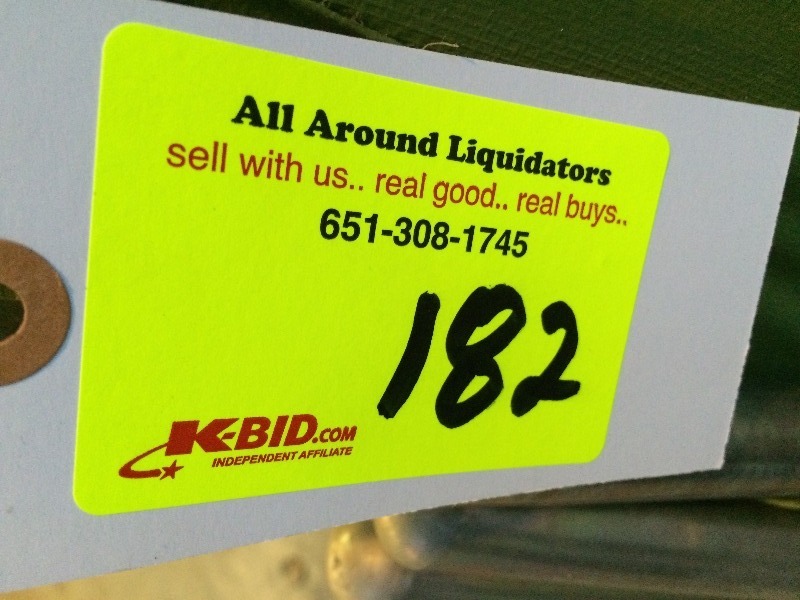 All Around Liquidators
sell with us.. real good.. real buys..
651-308-1745
182
K-BID.COM
INDEPENDENT AFFILIATE